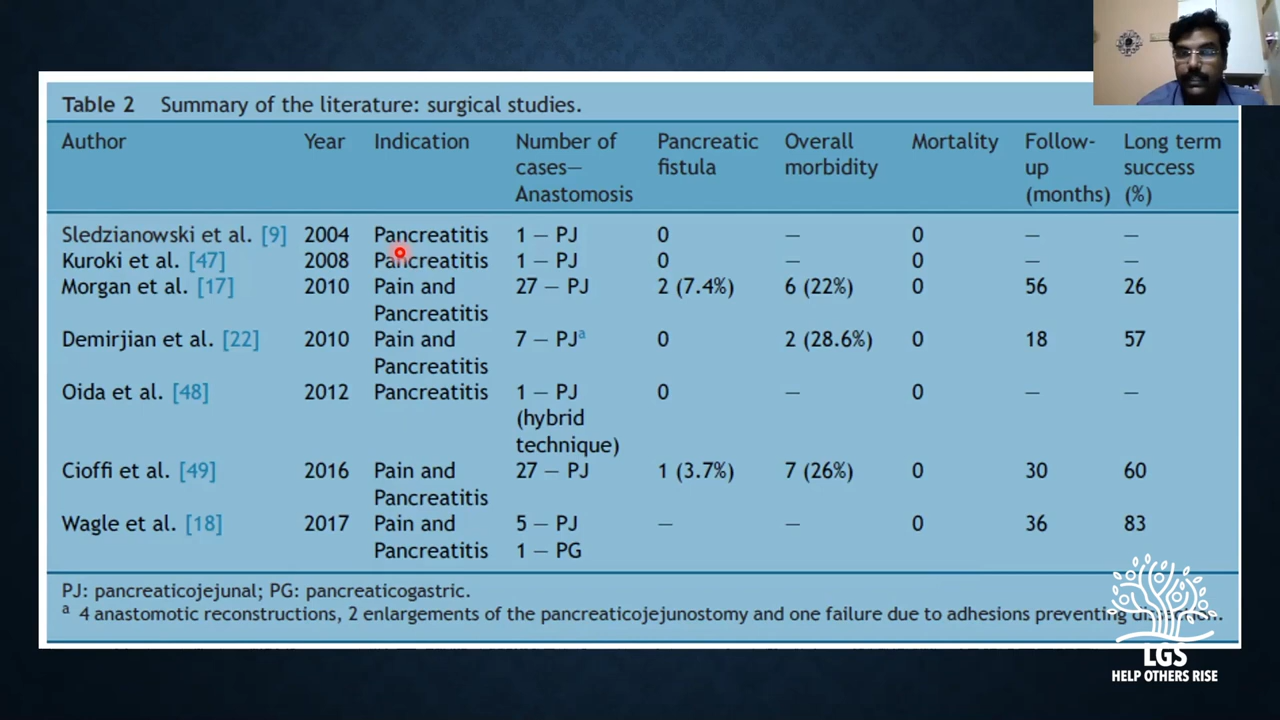 Table 2 Summary of the literature: surgical studies.
Author Year Indication Number of cases— Anastomosis Pancreatic fistula Overall morbidity Mortality Follow-up (months) Long term success (%)
Sledzianowski et al. [9] 2004 Pancreatitis 1 — PJ 0 — 0 — —
Kuroki et al. [47] 2008 Pancreatitis 1 — PJ 0 — 0 — —
Morgan et al. [17] 2010 Pain and Pancreatitis 27 — PJ 2 (7.4%) 6 (22%) 0 56 26
Demirjian et al. [22] 2010 Pain and Pancreatitis 7 — PJa 0 2 (28.6%) 0 18 57
Oida et al. [48] 2012 Pancreatitis 1 — PJ (hybrid technique) 0 — 0 — —
Cioffi et al. [49] 2016 Pain and Pancreatitis 27 — PJ 1 (3.7%) 7 (26%) 0 30 60
Wagle et al. [18] 2017 Pain and Pancreatitis 5 — PJ 1 — PG — — 0 36 83
PJ: pancreaticojejunal; PG: pancreaticogastric.
a 4 anastomotic reconstructions, 2 enlargements of the pancreaticojejunostomy and one failure due to adhesions preventing dissection.
LGS
HELP OTHERS RISE